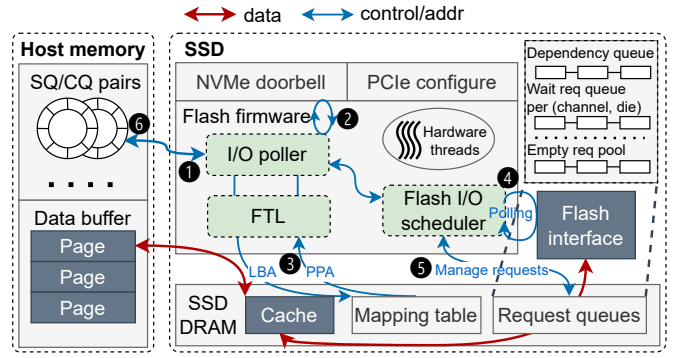 data
control/addr
Host memory
SQ/CQ pairs
6
. . . .
Data buffer
Page
Page
Page
SSD
NVMe doorbell
PCIe configure
Flash firmware
2
Hardware
threads
1
I/O poller
FTL
4
Flash I/O
scheduler
Polling
Flash
interface
3
LBA
PPA
5
Manage requests
SSD
DRAM
Cache
Mapping table
Request queues
Dependency queue
Wait req queue
per (channel, die)
Empty req pool